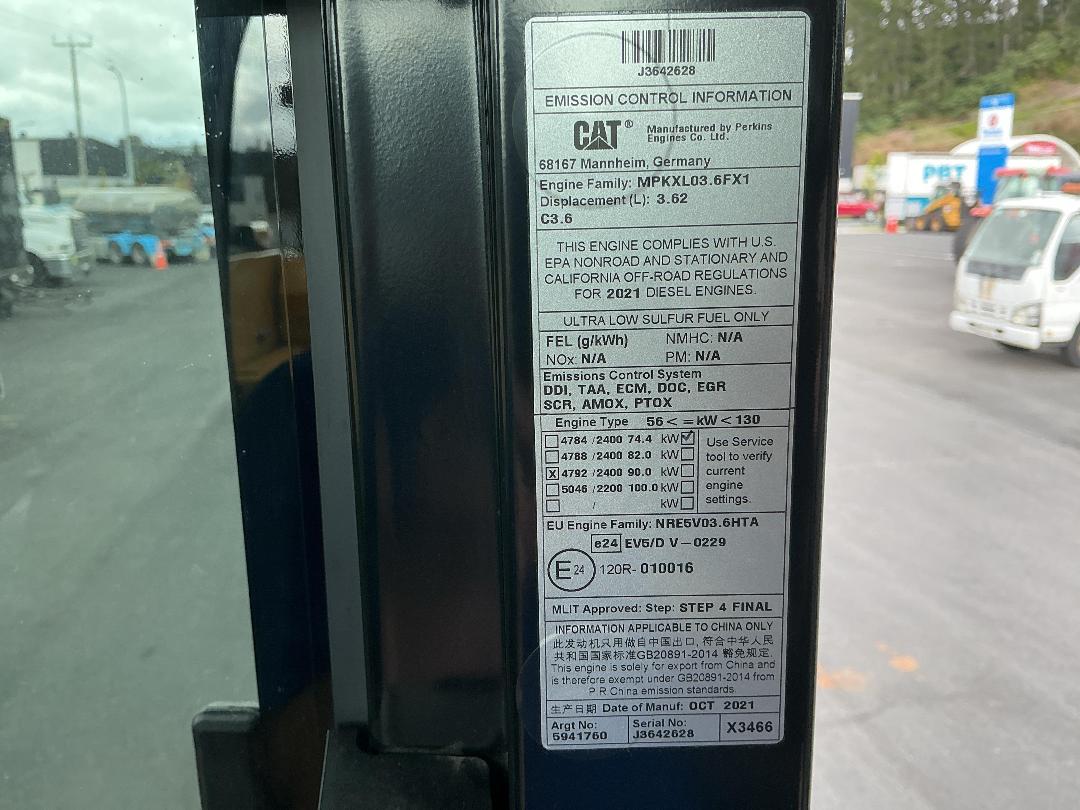 J3642628
EMISSION CONTROL INFORMATION
CAT® Manufactured by Perkins
Engines Co. Ltd.
68167 Mannheim, Germany
Engine Family: MPKXL03.6FX1
Displacement (L): 3.62
C3.6
THIS ENGINE COMPLIES WITH U.S.
EPA NONROAD AND STATIONARY AND
CALIFORNIA OFF-ROAD REGULATIONS
FOR 2021 DIESEL ENGINES.
ULTRA LOW SULFUR FUEL ONLY
FEL (g/kWh) NMHC: N/A
NOx: N/A PM: N/A
Emissions Control System
DDI, TAA, ECM, DOC, EGR
SCR, AMOX, PTOX
Engine Type 56 < = kW < 130
4784 /2400 74.4 kW
4788 /2400 82.0 kW
X 4792 /2400 90.0 kW
5046 /2200 100.0 kW
/ kW
Use Service
tool to verify
current
engine
settings.
EU Engine Family: NRE5V03.6HTA
e24 EV5/D V-0229
E24 120R-010016
MLIT Approved: Step: STEP 4 FINAL
INFORMATION APPLICABLE TO CHINA ONLY
此发动机只用做自中国出口, 符合中华人民
共和国国家标准GB20891-2014 豁免规定.
This engine is solely for export from China and
is therefore exempt under GB20891-2014 from
P R China emission standards.
生产日期 Date of Manuf: OCT 2021
Argt No:
5941760
Serial No:
J3642628
X3466
PBT